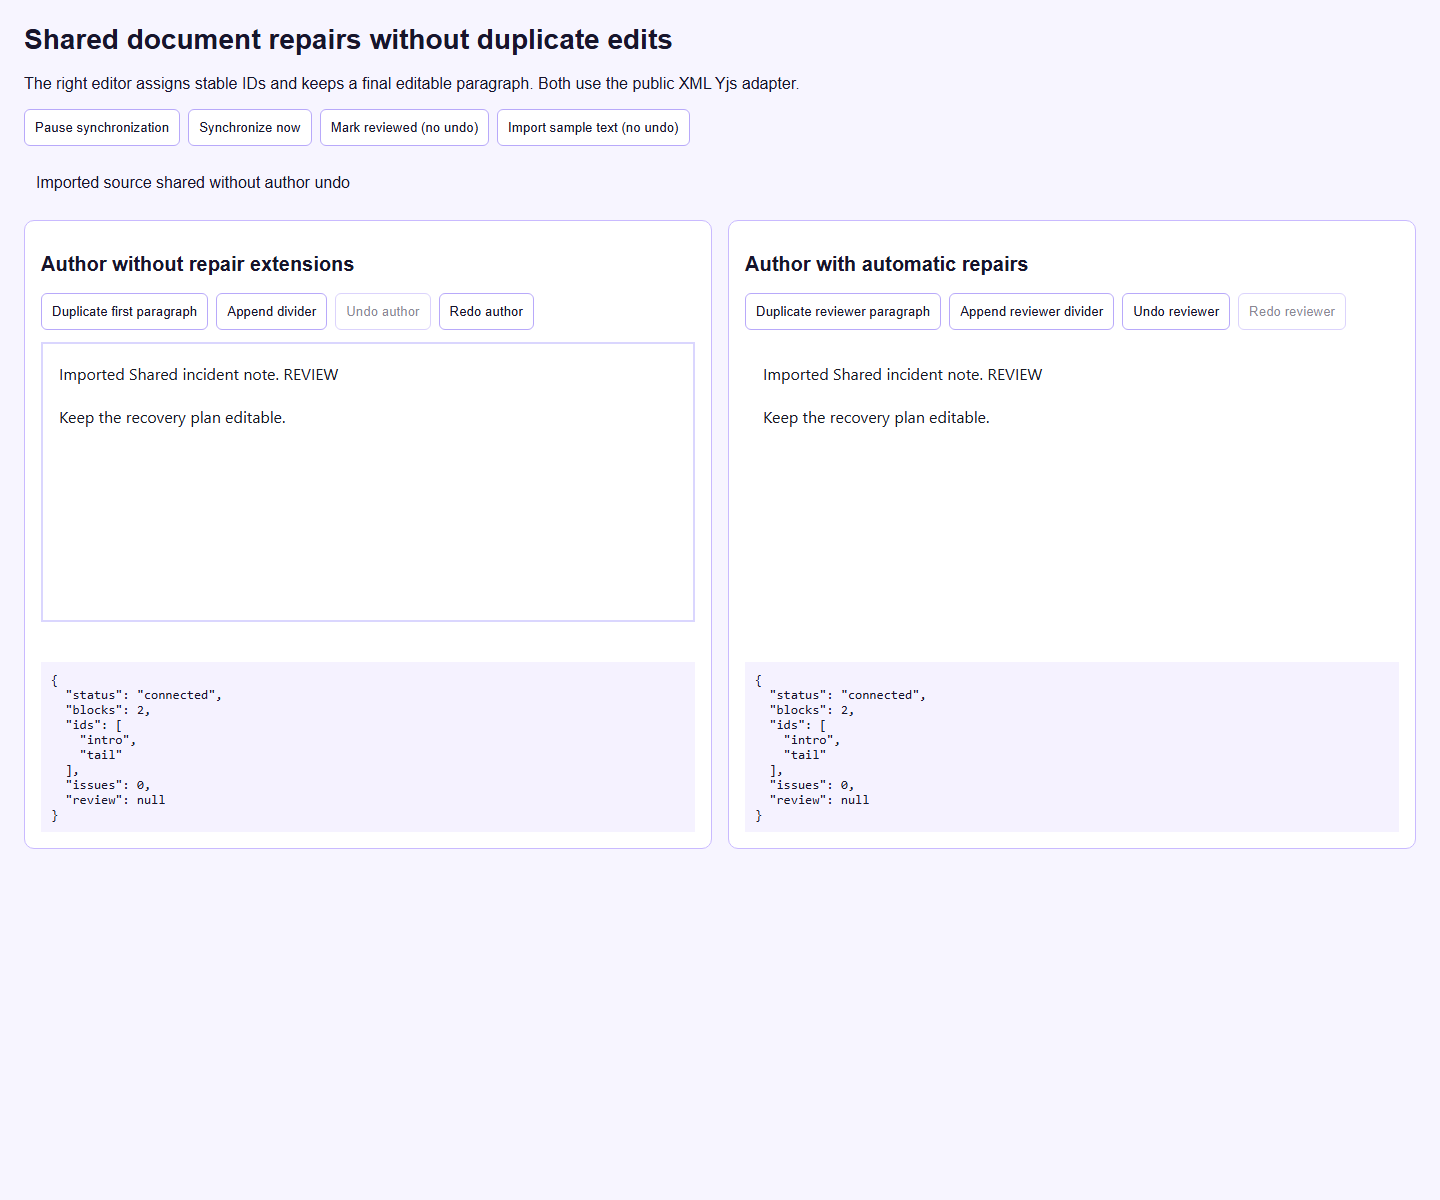 Shared document repairs without duplicate edits
The right editor assigns stable IDs and keeps a final editable paragraph. Both use the public XML Yjs adapter.
Pause synchronization
Synchronize now
Mark reviewed (no undo)
Import sample text (no undo)
Imported source shared without author undo
Author without repair extensions
Duplicate first paragraph
Append divider
Undo author
Redo author
Imported Shared incident note. REVIEW
Keep the recovery plan editable.
{
  "status": "connected",
  "blocks": 2,
  "ids": [
    "intro",
    "tail"
  ],
  "issues": 0,
  "review": null
}
Author with automatic repairs
Duplicate reviewer paragraph
Append reviewer divider
Undo reviewer
Redo reviewer
Imported Shared incident note. REVIEW
Keep the recovery plan editable.
{
  "status": "connected",
  "blocks": 2,
  "ids": [
    "intro",
    "tail"
  ],
  "issues": 0,
  "review": null
}